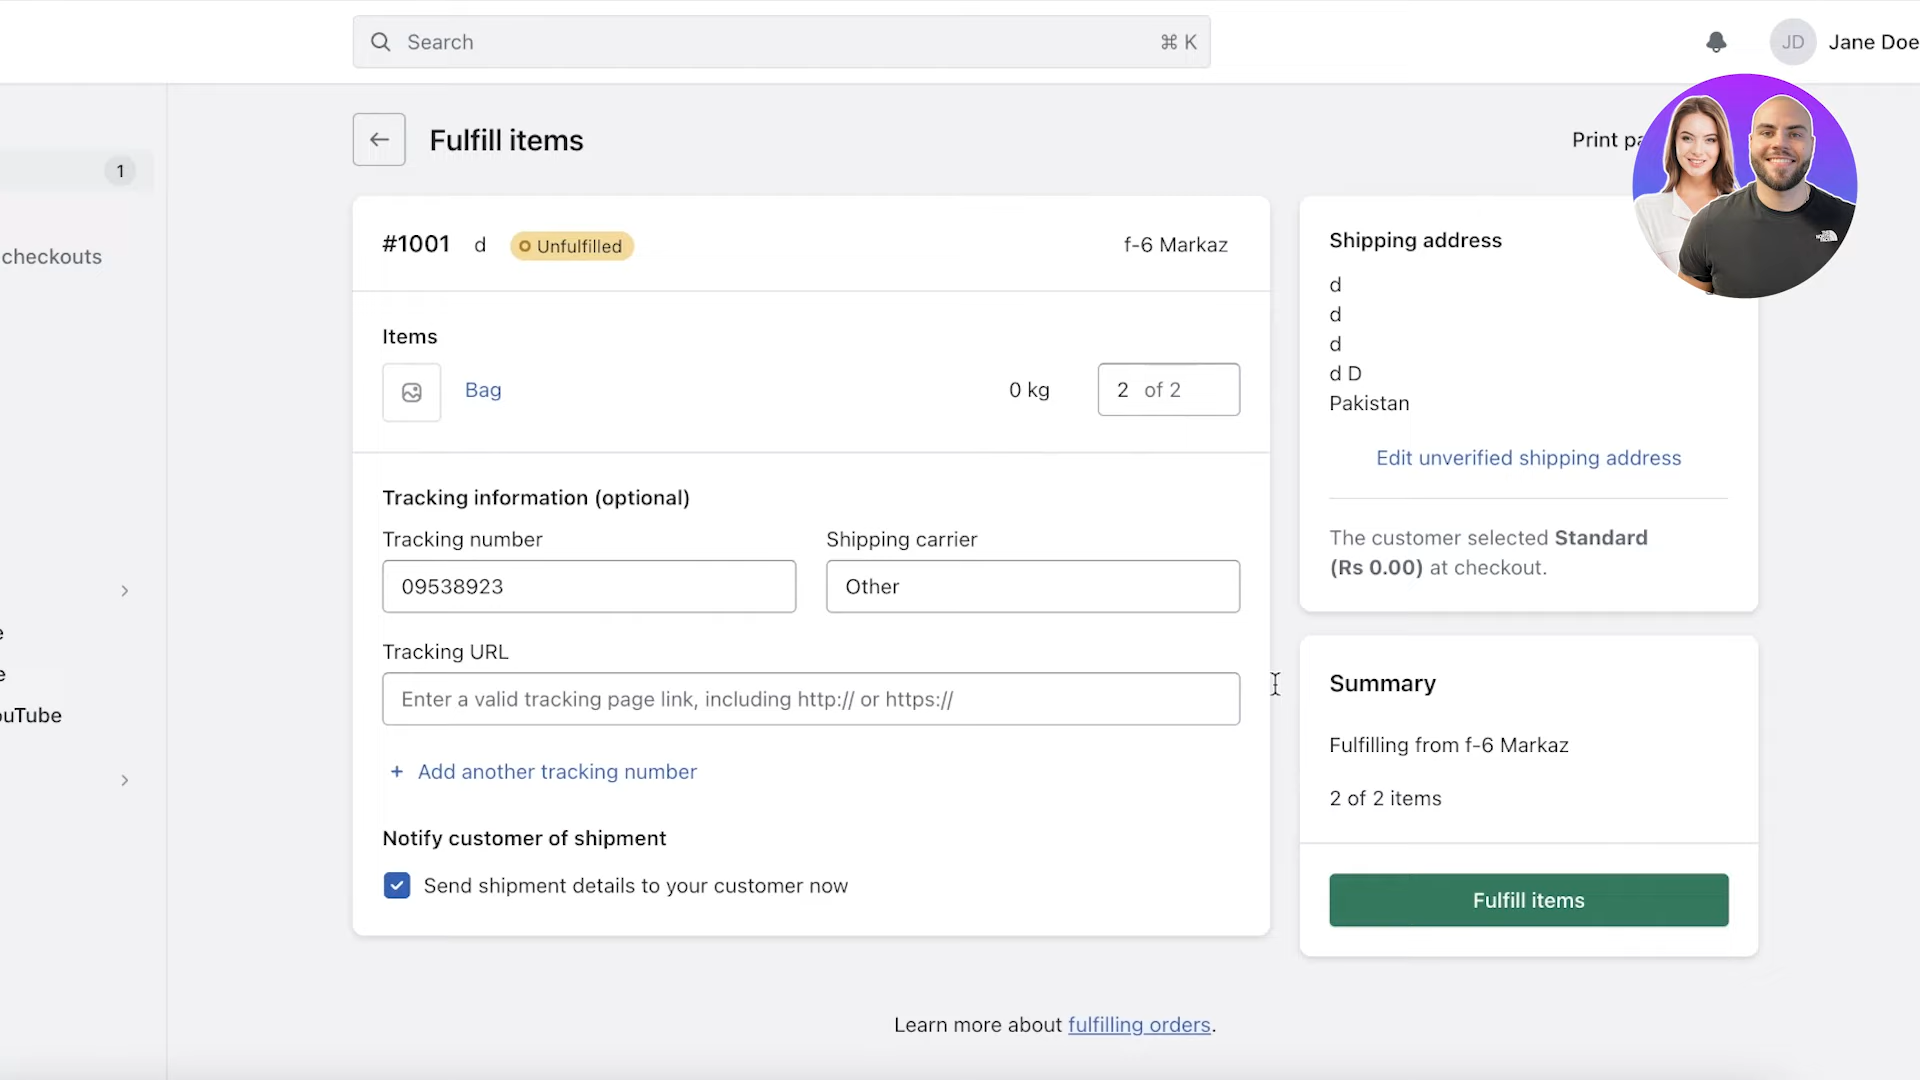 Search
⌘ K
JD
Jane Doe
Fulfill items
Print
1
checkouts
#1001 d Unfulfilled
f-6 Markaz
Items
Bag
0 kg
2 of 2
Tracking information (optional)
Tracking number
09538923
Shipping carrier
Other
Tracking URL
Enter a valid tracking page link, including http:// or https://
+ Add another tracking number
Notify customer of shipment
Send shipment details to your customer now
Shipping address
d
d
d
d D
Pakistan
Edit unverified shipping address
The customer selected Standard
(Rs 0.00) at checkout.
Summary
Fulfilling from f-6 Markaz
2 of 2 items
Fulfill items
e
e
ouTube
Learn more about fulfilling orders.